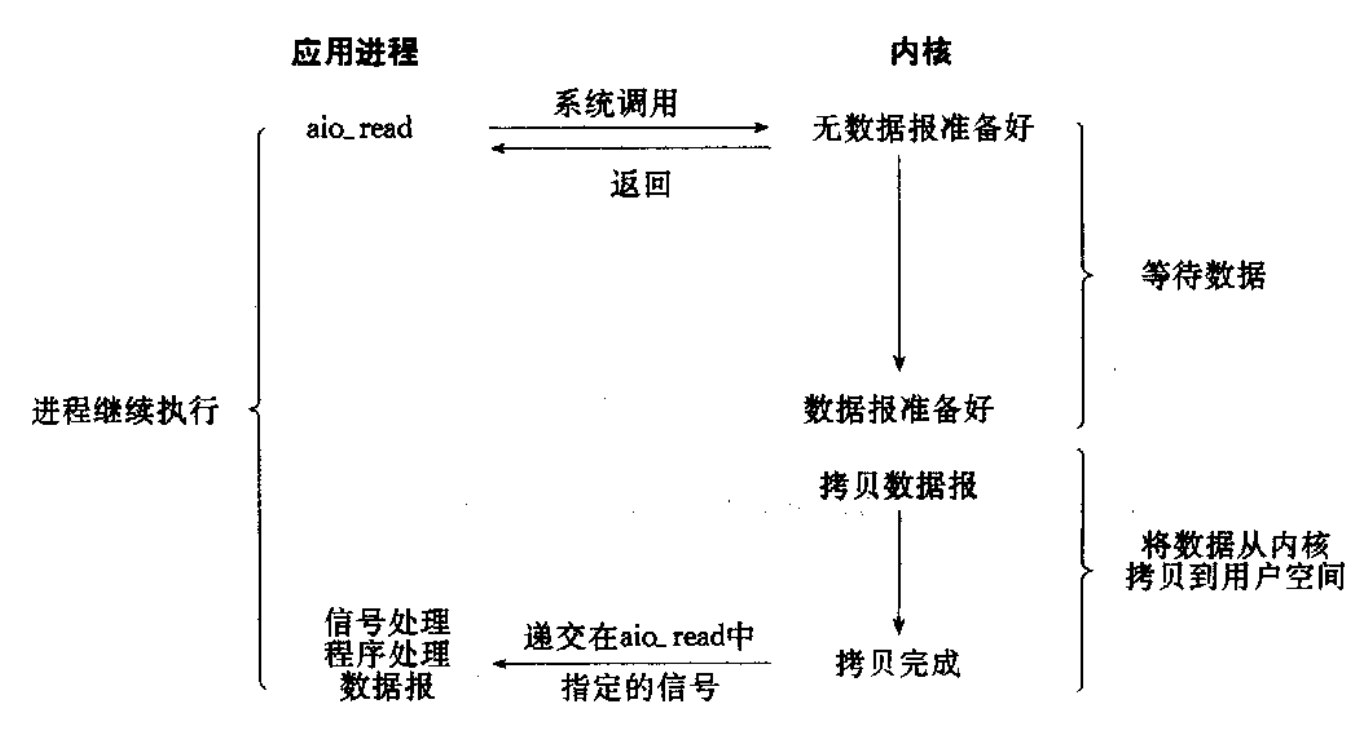 应用进程
内核
系统调用
aio_read
无数据报准备好
返回
等待数据
进程继续执行
数据报准备好
拷贝数据报
将数据从内核
拷贝到用户空间
信号处理
程序处理
数据报
递交在aio_read中
指定的信号
拷贝完成